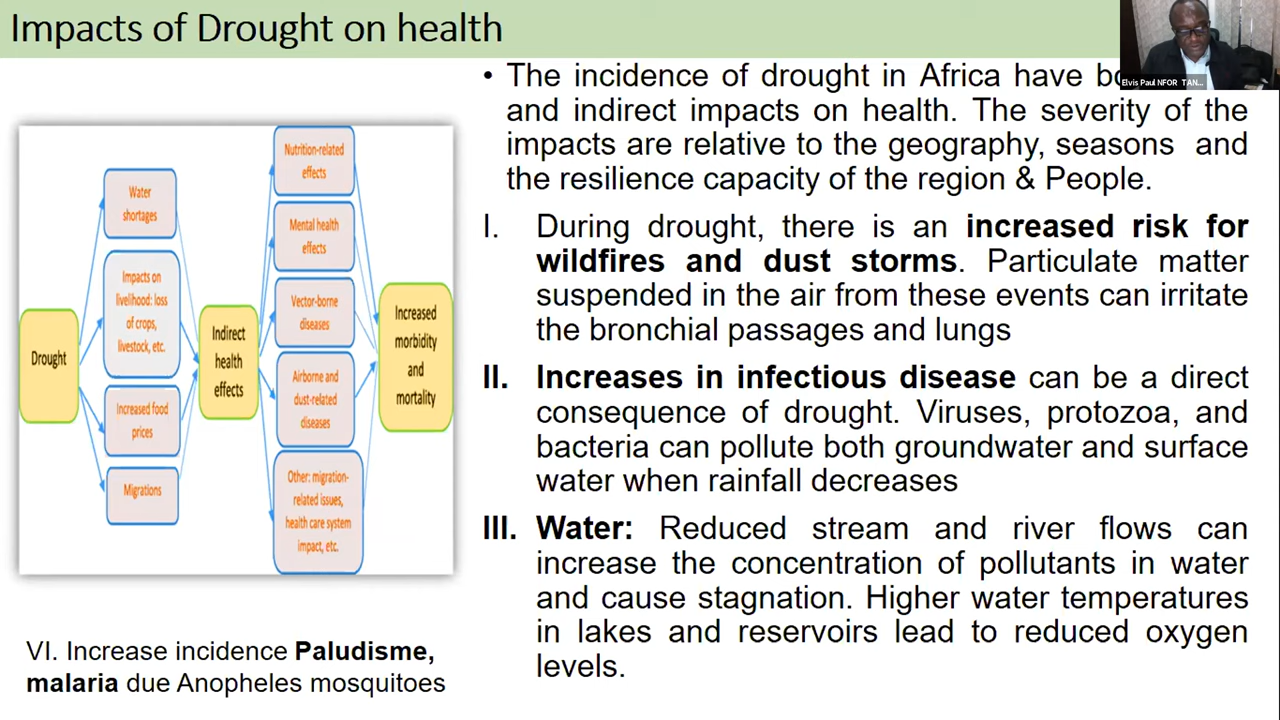 Impacts of Drought on health
Elvis Paul NFOR TAN...
• The incidence of drought in Africa have
and indirect impacts on health. The severity of the
impacts are relative to the geography, seasons and
the resilience capacity of the region & People.
I. During drought, there is an increased risk for
wildfires and dust storms. Particulate matter
suspended in the air from these events can irritate
the bronchial passages and lungs
II. Increases in infectious disease can be a direct
consequence of drought. Viruses, protozoa, and
bacteria can pollute both groundwater and surface
water when rainfall decreases
III. Water: Reduced stream and river flows can
increase the concentration of pollutants in water
and cause stagnation. Higher water temperatures
in lakes and reservoirs lead to reduced oxygen
levels.
Drought
Water
shortages
Impacts on
livelihood: loss
of crops,
livestock, etc.
Increased food
prices
Migrations
Indirect
health
effects
Nutrition-related
effects
Mental health
effects
Vector-borne
diseases
Airborne and
dust-related
diseases
Other: migration-
related issues,
health care system
impact, etc.
Increased
morbidity
and
mortality
VI. Increase incidence Paludisme,
malaria due Anopheles mosquitoes